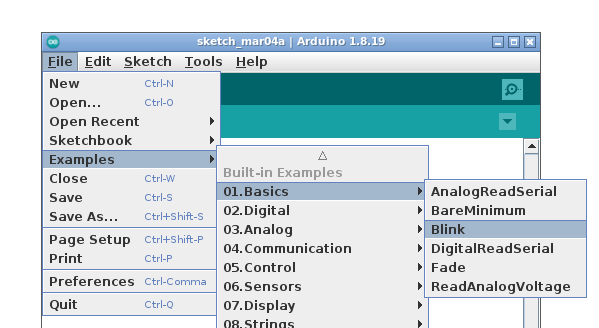 sketch_mar04a | Arduino 1.8.19
File Edit Sketch Tools Help
New Ctrl-N
Open... Ctrl-O
Open Recent
Sketchbook
Examples
Close Ctrl-W
Save Ctrl-S
Save As... Ctrl+Shift-S
Page Setup Ctrl+Shift-P
Print Ctrl-P
Preferences Ctrl-Comma
Quit Ctrl-Q
Built-in Examples
01.Basics
02.Digital
03.Analog
04.Communication
05.Control
06.Sensors
07.Display
08.Strings
AnalogReadSerial
BareMinimum
Blink
DigitalReadSerial
Fade
ReadAnalogVoltage